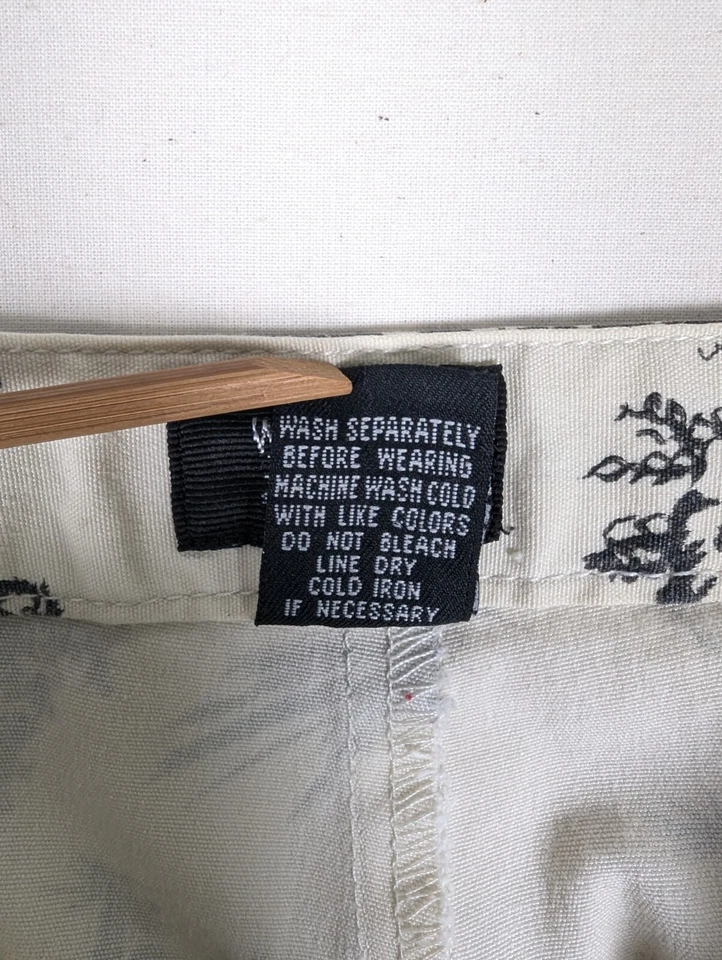 WASH SEPARATELY
BEFORE WEARING
MACHINE WASH COLD
WITH LIKE COLORS
DO NOT BLEACH
LINE DRY
COLD IRON
IF NECESSARY